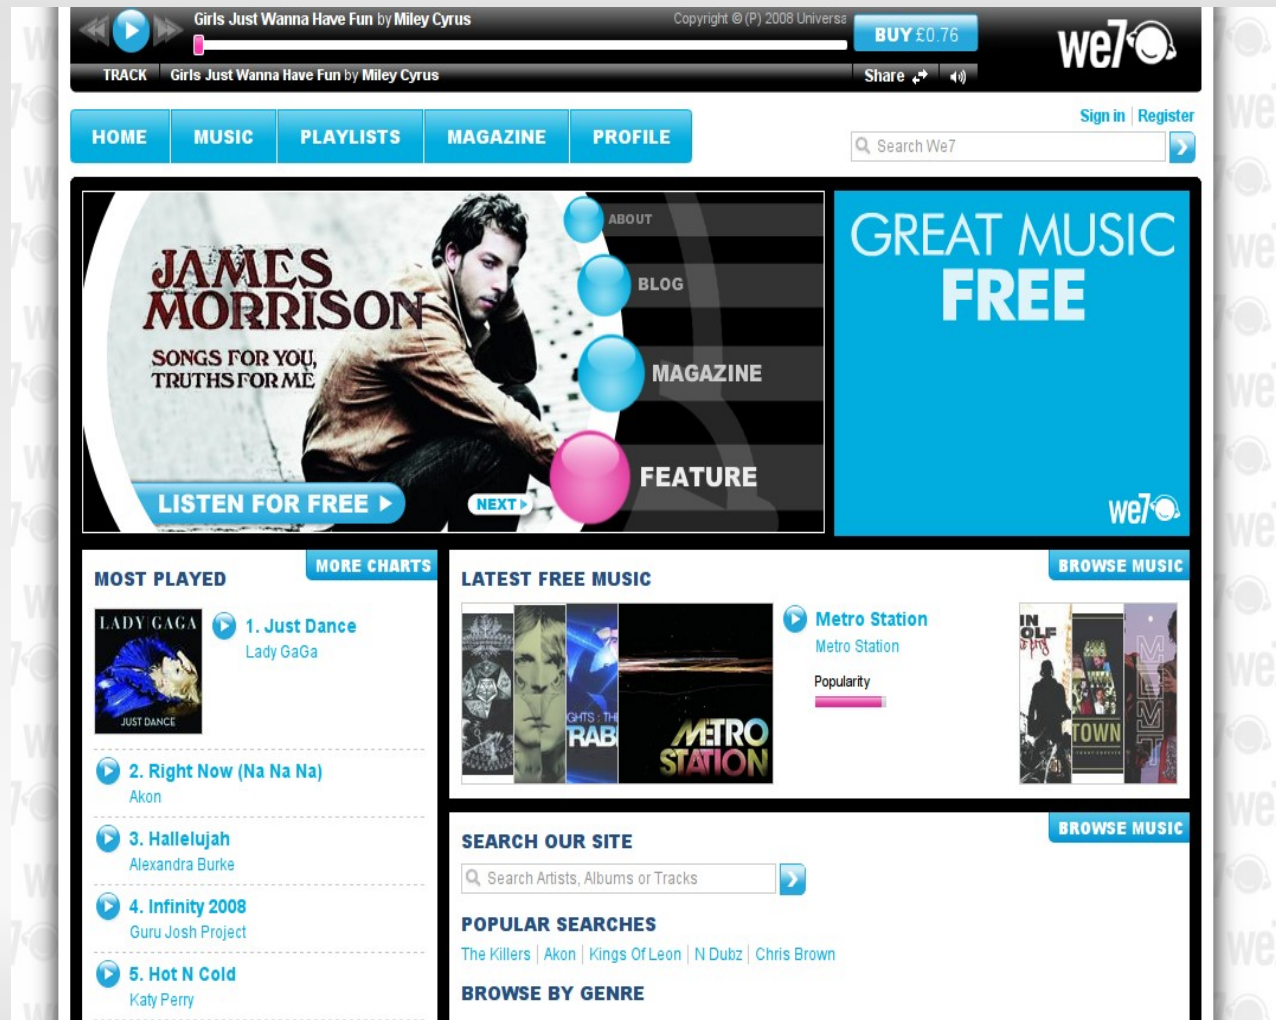 Girls Just Wanna Have Fun by Miley Cyrus
Copyright © (P) 2008 Universa
BUY £0.76
we7
TRACK
Girls Just Wanna Have Fun by Miley Cyrus
Share
Sign in | Register
HOME
MUSIC
PLAYLISTS
MAGAZINE
PROFILE
Search We7
JAMES
MORRISON
SONGS FOR YOU,
TRUTHS FOR ME
LISTEN FOR FREE
NEXT
ABOUT
BLOG
MAGAZINE
FEATURE
GREAT MUSIC
FREE
we7
MOST PLAYED
MORE CHARTS
LADY GAGA
JUST DANCE
1. Just Dance
Lady GaGa
2. Right Now (Na Na Na)
Akon
3. Hallelujah
Alexandra Burke
4. Infinity 2008
Guru Josh Project
5. Hot N Cold
Katy Perry
LATEST FREE MUSIC
BROWSE MUSIC
METRO
STATION
Metro Station
Metro Station
Popularity
TOWN
SEARCH OUR SITE
BROWSE MUSIC
Search Artists, Albums or Tracks
POPULAR SEARCHES
The Killers | Akon | Kings Of Leon | N Dubz | Chris Brown
BROWSE BY GENRE